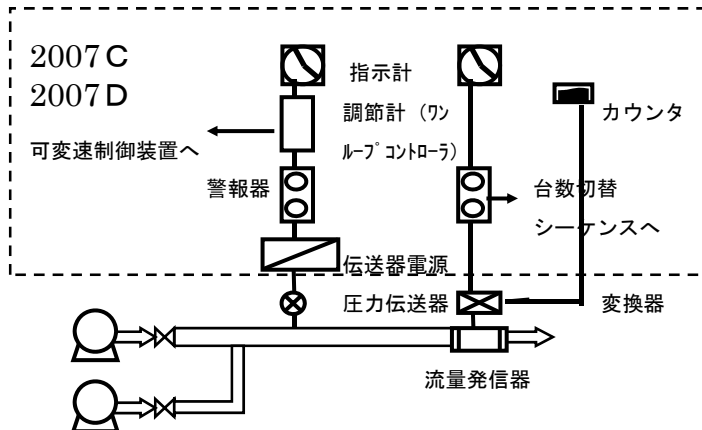 2007C
2007D
可変速制御装置へ
指示計
調節計（ﾜﾝ
ﾙｰﾌﾟｺﾝﾄﾛｰﾗ）
警報器
伝送器電源
圧力伝送器
カウンタ
台数切替
シーケンスへ
変換器
流量発信器